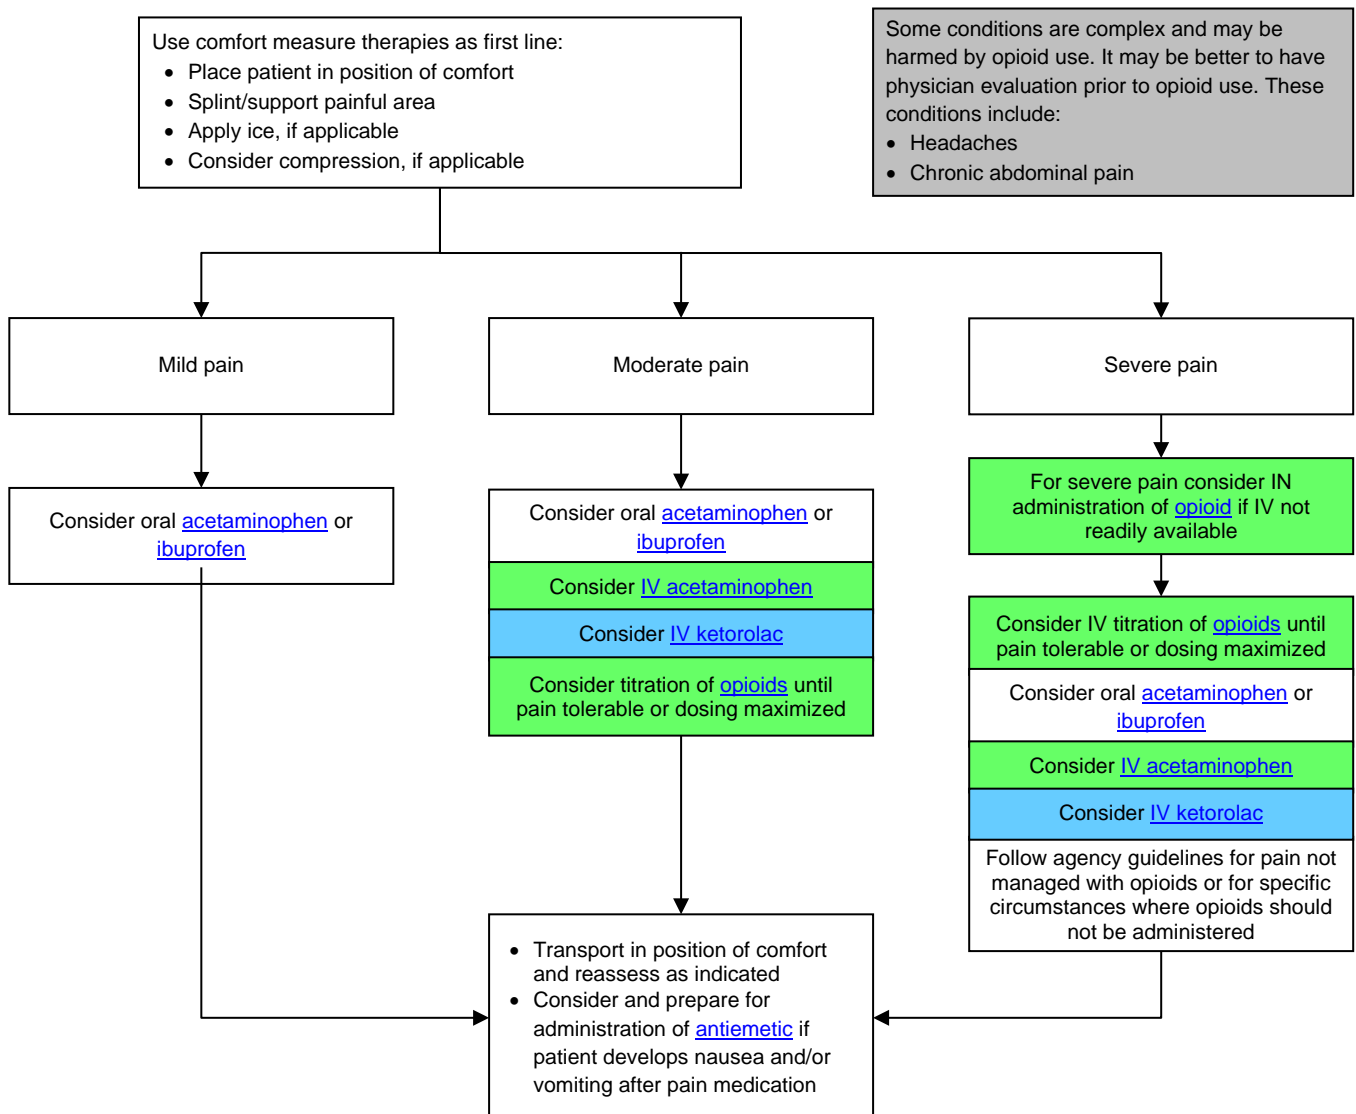 Use comfort measure therapies as first line:
• Place patient in position of comfort
• Splint/support painful area
• Apply ice, if applicable
• Consider compression, if applicable
Some conditions are complex and may be
harmed by opioid use. It may be better to have
physician evaluation prior to opioid use. These
conditions include:
• Headaches
• Chronic abdominal pain
Mild pain
Moderate pain
Severe pain
Consider oral acetaminophen or
ibuprofen
Consider oral acetaminophen or
ibuprofen
Consider IV acetaminophen
Consider IV ketorolac
Consider titration of opioids until
pain tolerable or dosing maximized
For severe pain consider IN
administration of opioid if IV not
readily available
Consider IV titration of opioids until
pain tolerable or dosing maximized
Consider oral acetaminophen or
ibuprofen
Consider IV acetaminophen
Consider IV ketorolac
Follow agency guidelines for pain not
managed with opioids or for specific
circumstances where opioids should
not be administered
• Transport in position of comfort
and reassess as indicated
• Consider and prepare for
administration of antiemetic if
patient develops nausea and/or
vomiting after pain medication